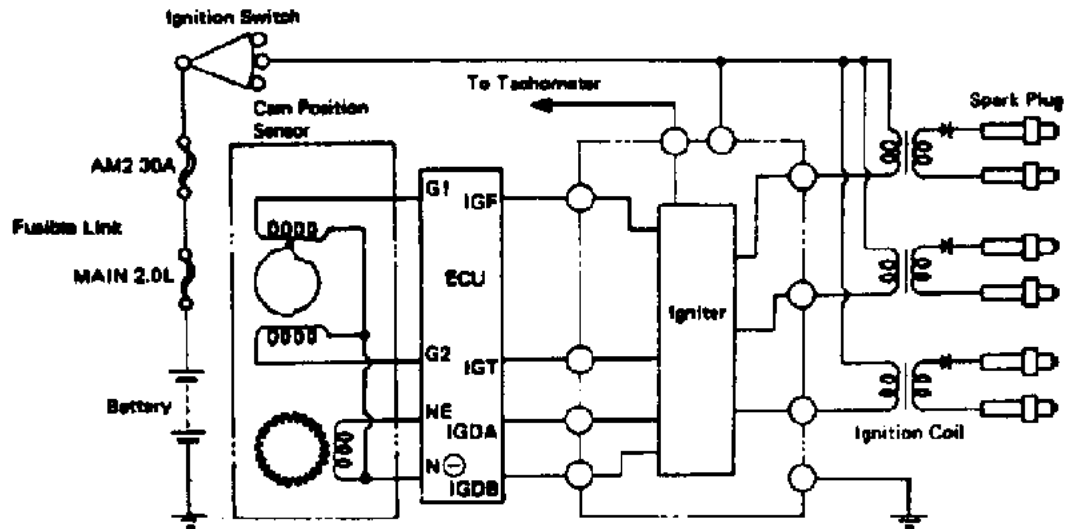 Ignition Switch
To Tachometer
Spark Plug
Cam Position
Sensor
AM2 30A
Fusible Link
MAIN 2.0L
Battery
G1
IGF
ECU
G2
IGT
NE
IGDA
N ⊖
IGDB
Igniter
Ignition Coil